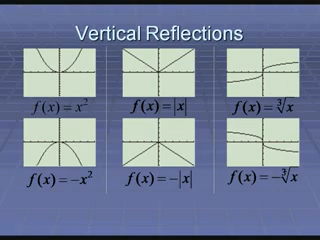 Vertical Reflections
f(x) = x²
f(x) = |x|
f(x) = ∛x
f(x) = −x²
f(x) = −|x|
f(x) = −∛x